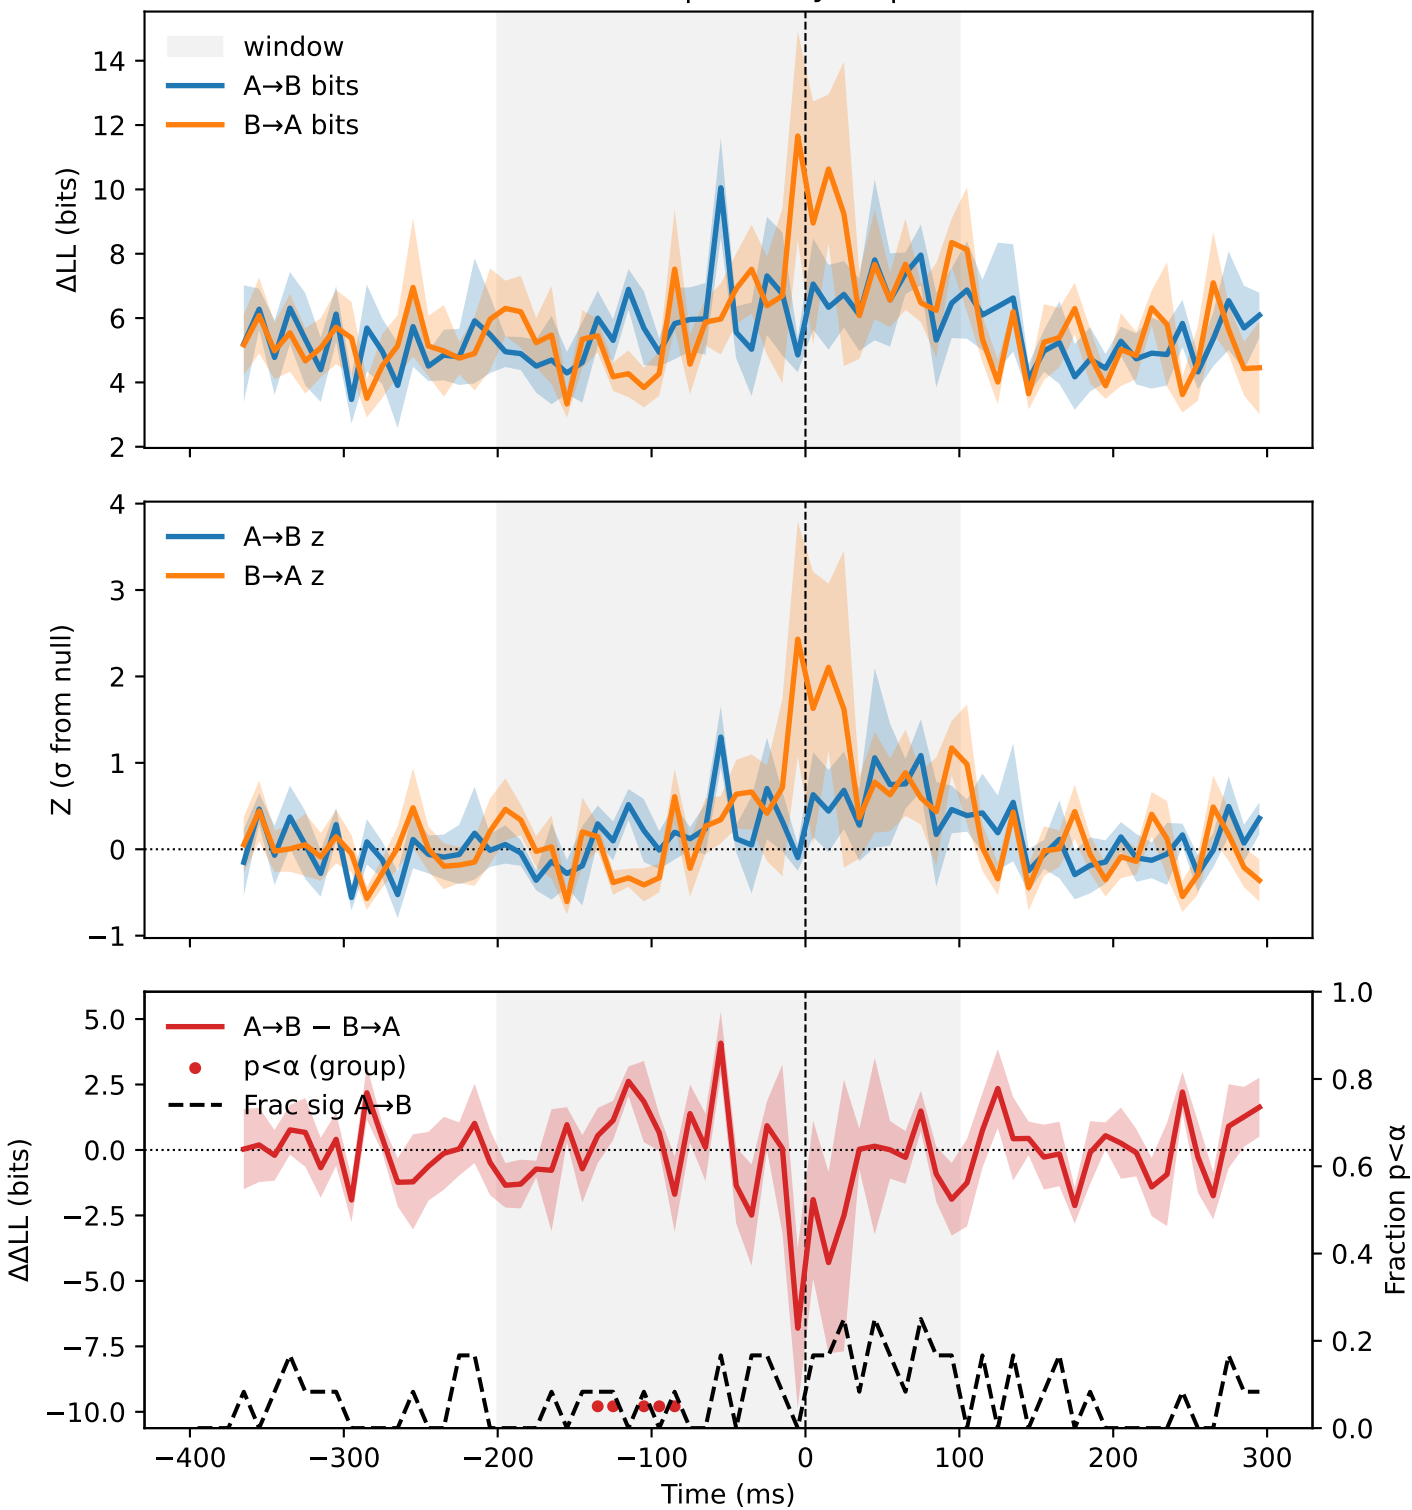 window
A→B bits
B→A bits
ΔLL (bits)
14
12
10
8
6
4
2
A→B z
B→A z
Z (σ from null)
4
3
2
1
0
−1
A→B − B→A
p<α (group)
Frac sig A→B
ΔΔLL (bits)
5.0
2.5
0.0
−2.5
−5.0
−7.5
−10.0
1.0
0.8
0.6
0.4
0.2
0.0
Fraction p<α
−400 −300 −200 −100 0 100 200 300
Time (ms)